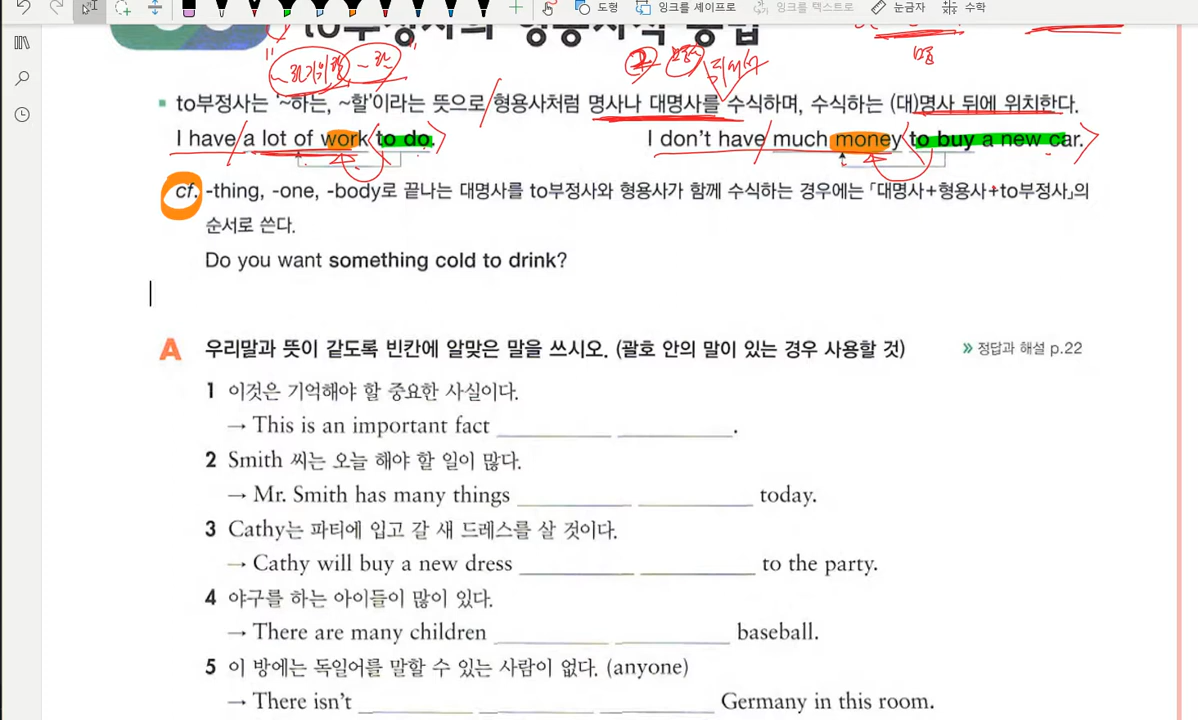 도형 잉크를 셰이프로 잉크를 텍스트로 눈금자 수학
to부정사의 형용사적 용법
to부정사는 '~하는, ~할'이라는 뜻으로 형용사처럼 명사나 대명사를 수식하며, 수식하는 (대)명사 뒤에 위치한다.
I have a lot of work to do. I don't have much money to buy a new car.
cf. -thing, -one, -body로 끝나는 대명사를 to부정사와 형용사가 함께 수식하는 경우에는 「대명사+형용사+to부정사」의
순서로 쓴다.
Do you want something cold to drink?
A 우리말과 뜻이 같도록 빈칸에 알맞은 말을 쓰시오. (괄호 안의 말이 있는 경우 사용할 것) » 정답과 해설 p.22
1 이것은 기억해야 할 중요한 사실이다.
→ This is an important fact ________ ________.
2 Smith 씨는 오늘 해야 할 일이 많다.
→ Mr. Smith has many things ________ ________ today.
3 Cathy는 파티에 입고 갈 새 드레스를 살 것이다.
→ Cathy will buy a new dress ________ ________ to the party.
4 야구를 하는 아이들이 많이 있다.
→ There are many children ________ ________ baseball.
5 이 방에는 독일어를 말할 수 있는 사람이 없다. (anyone)
→ There isn't ________ ________ ________ Germany in this room.